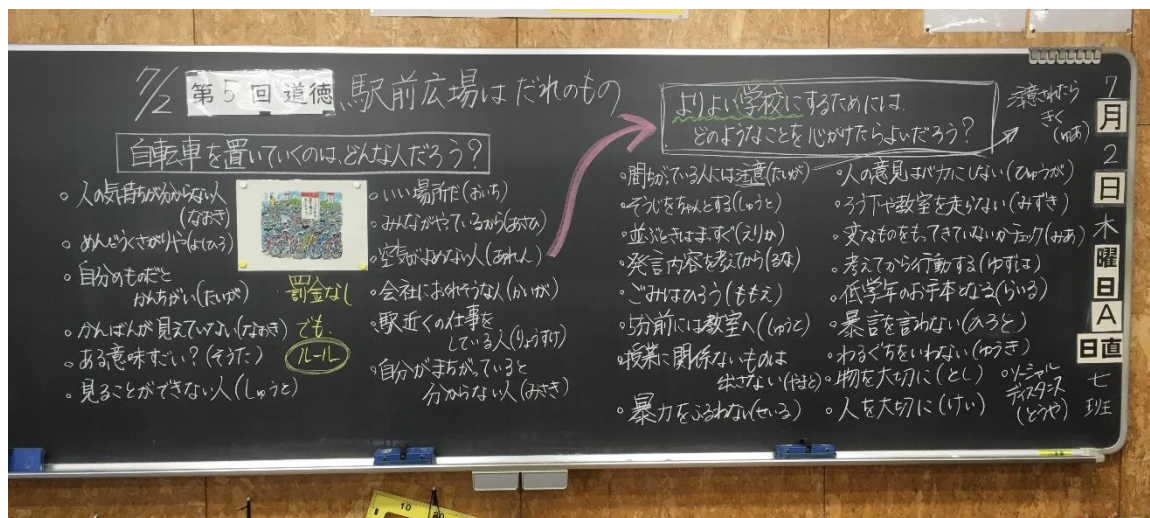 7/2 第5回道徳 駅前広場はだれのもの
自転車を置いていくのは、どんな人だろう?
。人の気持ちが分からない人
(なおき)
。めんどうくさがりや(よしのう)
。自分のものだと
かんちがい(たいが)
。かんばんが見えていない(なおき)
。ある意味すごい?(そうた)
。見ることができない人(しゅうと)
罰金なし
でも
ルール
。いい場所だ(おいち)
。みんながやっているから(あさひ)
。空気がよめない人(あれん)
。会社におくれそうな人(かいが)
。駅近くの仕事を
している人(りょうすけ)
。自分がまちがっていると
分からない人(みさき)
よりよい学校にするためには、
どのようなことを心がけたらよいだろう?
注意されたら
きく
(ゆあ)
。間ちがっている人には注意(たいが)
。そうじをちゃんとする(しゅうと)
。並ぶときはまっすぐ(えりか)
。発言内容を考えてから(るな)
。ごみはひろう(ももえ)
。5分前には教室へ(しゅうと)
。授業に関係ないものは
出さない(やまと)
。暴力をふるわない(せいる)
。人の意見はバカにしない(ひゅうが)
。ろう下や教室を走らない(みずき)
。変なものをもってきていないかチェック(みあ)
。考えてから行動する(ゆずは)
。低学年のお手本となる(らいる)
。暴言を言わない(ひろと)
。わるぐちをいわない(ゆうき)
。物を大切に(とし)
。人を大切に(けい)
。ソーシャル
ディスタンス
(とうや)
7
月
2
日
木
曜
日
A
日直
七
班
10